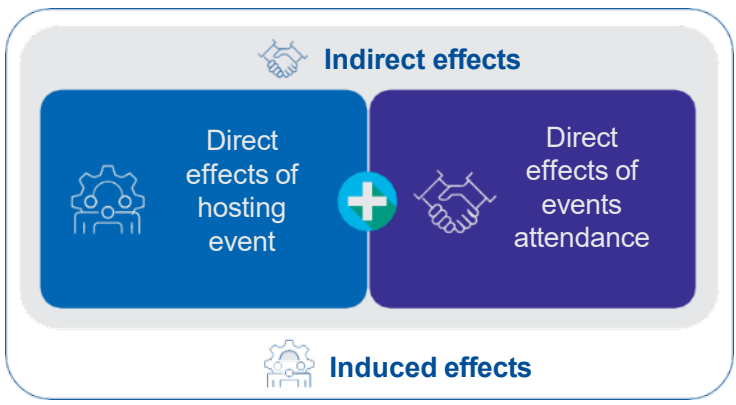 Indirect effects
Direct
effects of
hosting
event
Direct
effects of
events
attendance
Induced effects